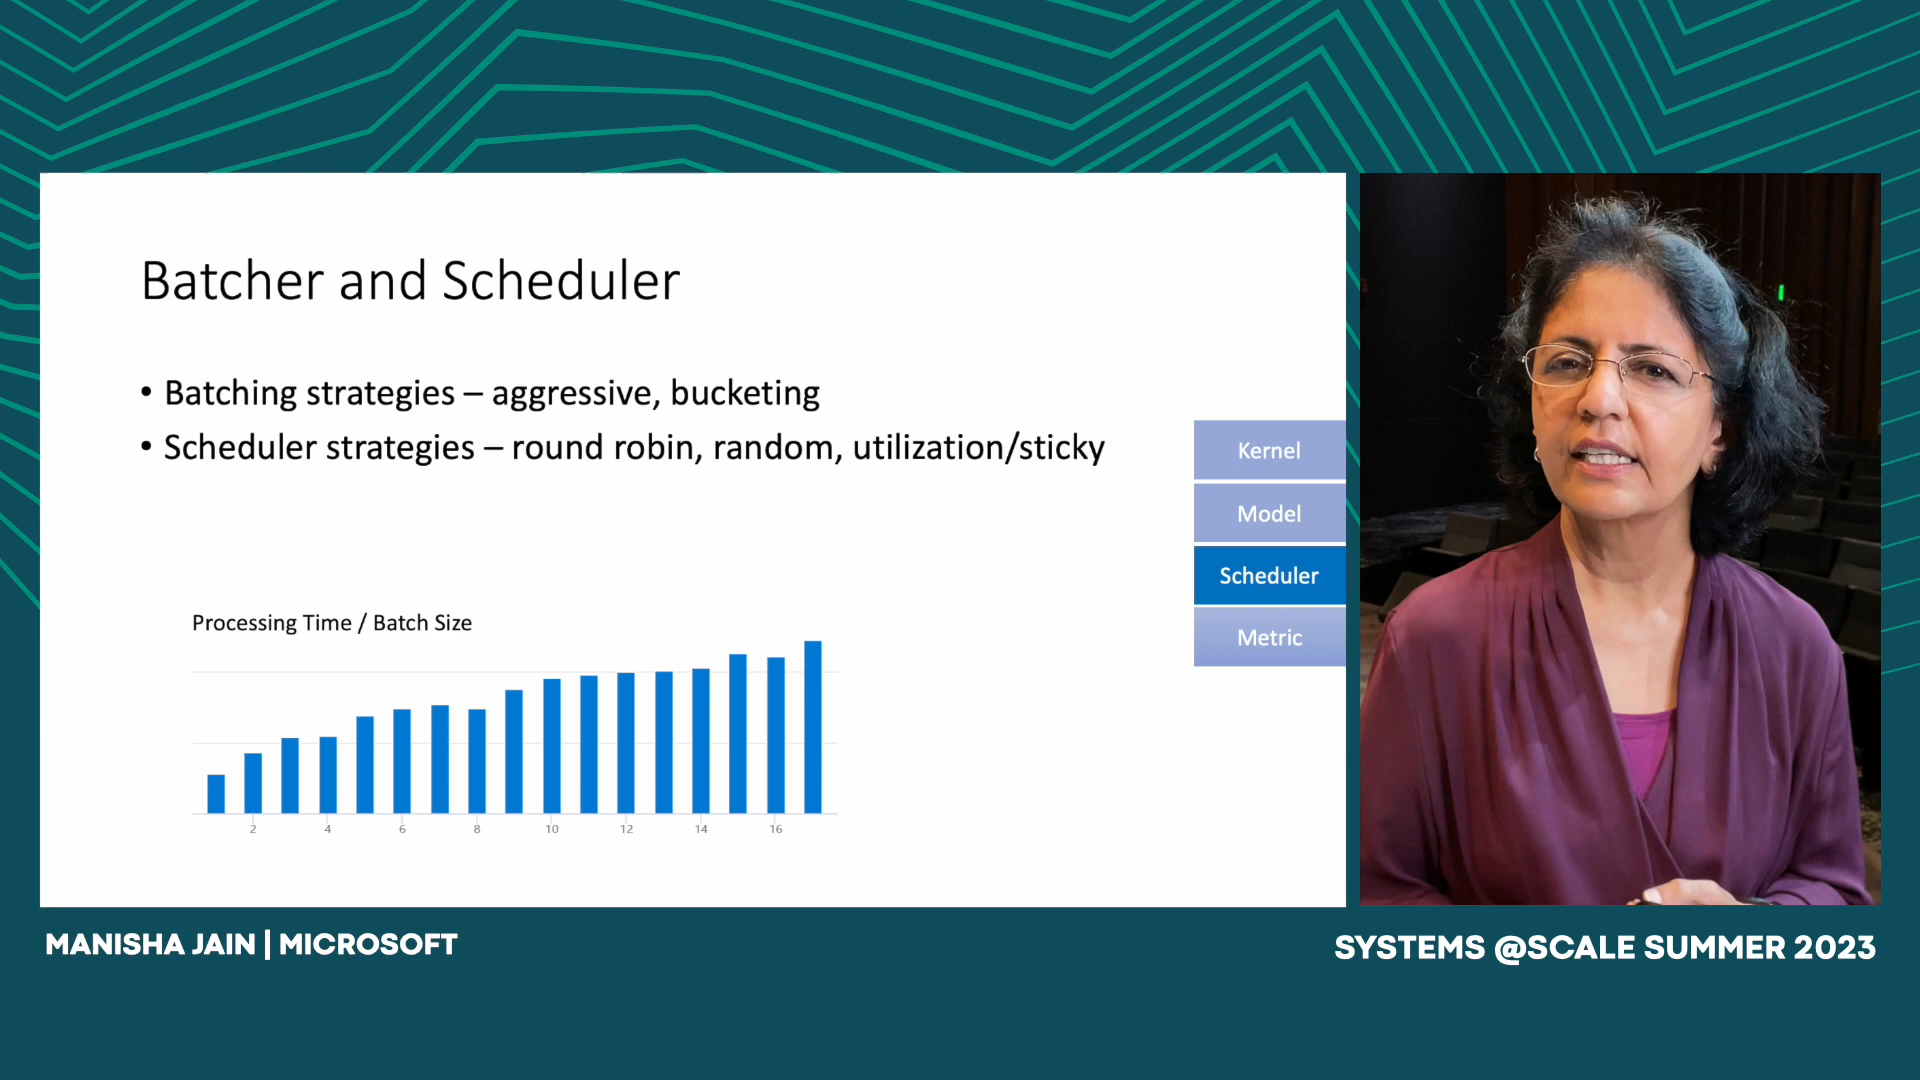 Batcher and Scheduler
• Batching strategies – aggressive, bucketing
• Scheduler strategies – round robin, random, utilization/sticky
Kernel
Model
Scheduler
Metric
Processing Time / Batch Size
2 4 6 8 10 12 14 16
MANISHA JAIN | MICROSOFT
SYSTEMS @SCALE SUMMER 2023